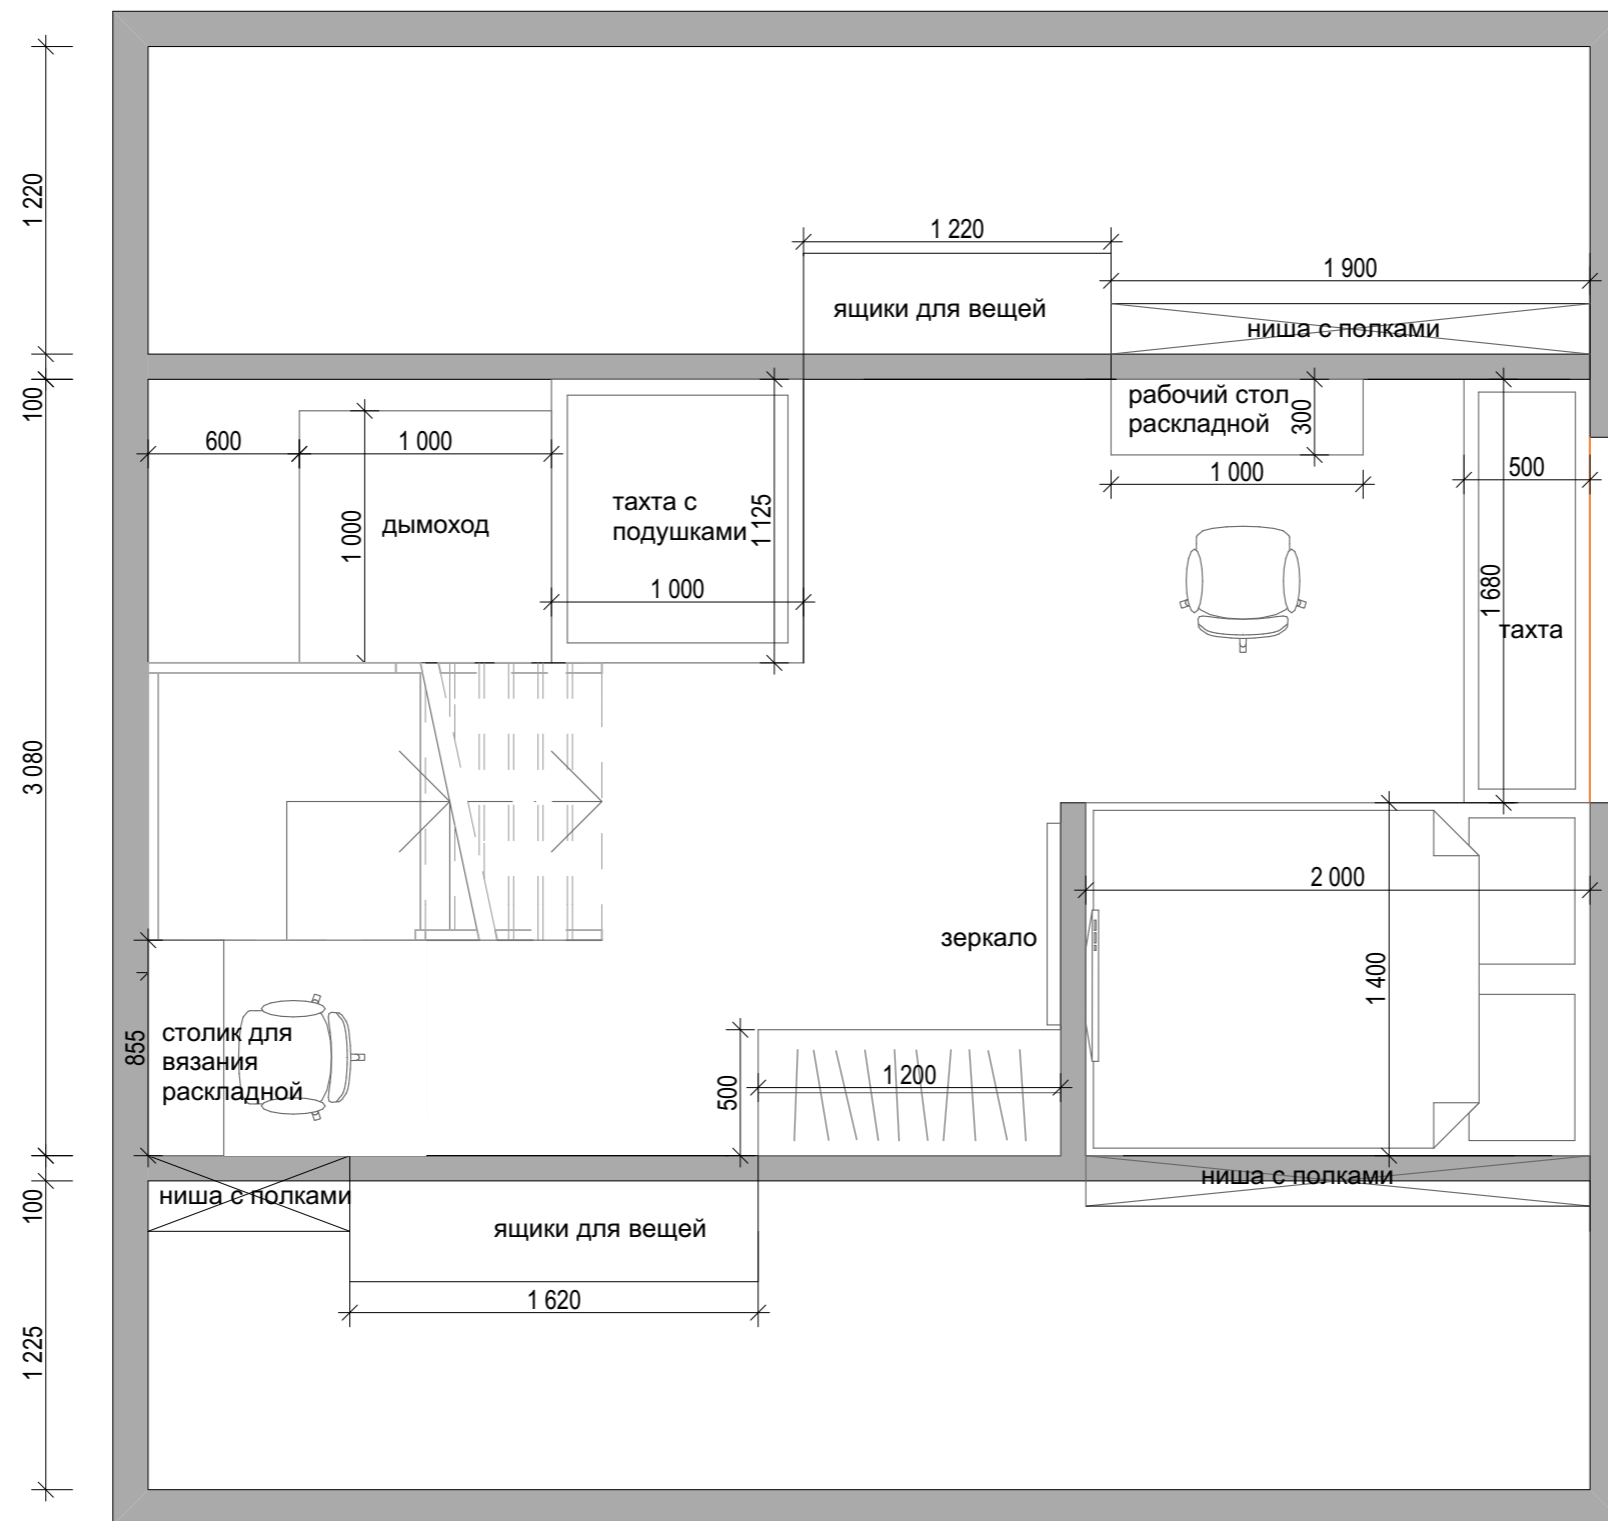 1 220
1 220
1 900
ящики для вещей
ниша с полками
100
600
1 000
1 000
дымоход
тахта с
подушками
1 125
1 000
рабочий стол
раскладной
300
1 000
500
1 680
тахта
3 080
2 000
1 400
зеркало
855
столик для
вязания
раскладной
500
1 200
100
ниша с полками
ниша с полками
ящики для вещей
1 620
1 225